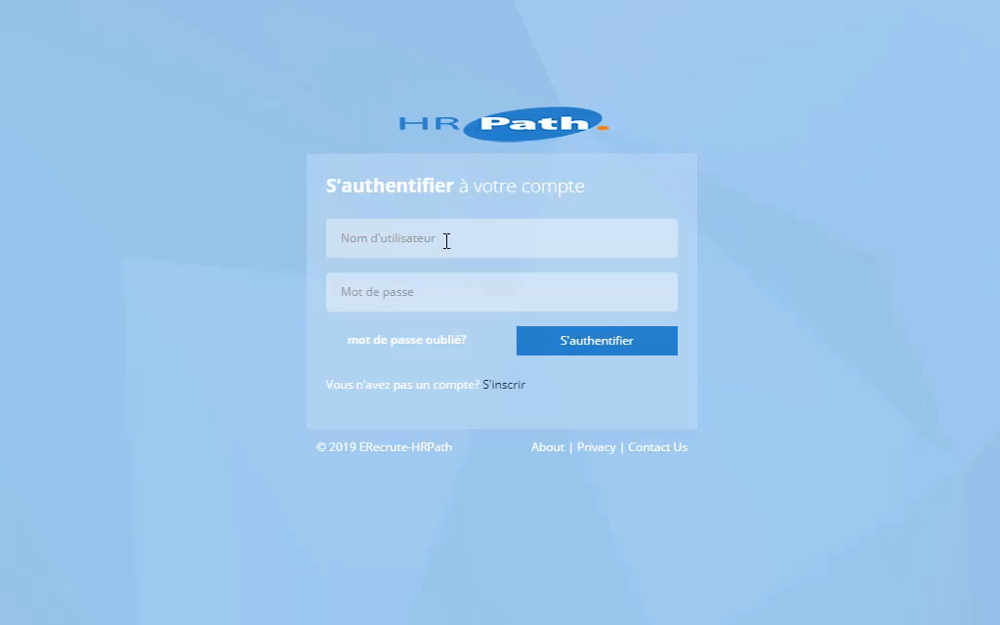 HR Path.
S'authentifier à votre compte
Nom d'utilisateur
Mot de passe
mot de passe oublié?
S'authentifier
Vous n'avez pas un compte? S'inscrir
© 2019 ERecrute-HRPath
About | Privacy | Contact Us